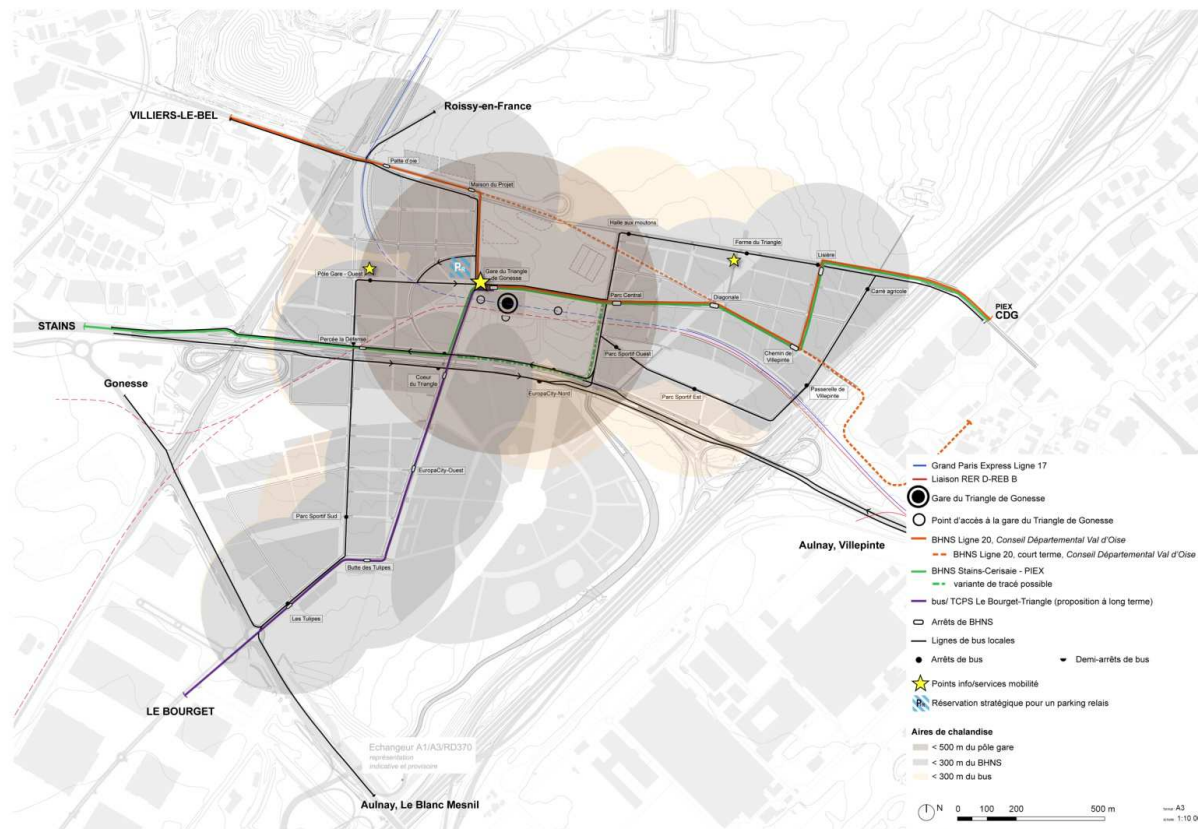 VILLIERS-LE-BEL
Roissy-en-France
Patte d'oie
Maison du Projet
Halle aux moutons
Ferme du Triangle
Lisière
Pôle Gare - Ouest
Gare du Triangle
de Gonesse
Parc Central
Diagonale
Carré agricole
PIEX
CDG
STAINS
Percée la Défense
Coeur
du Triangle
Parc Sportif Ouest
Chemin de
Villepinte
Gonesse
EuropaCity-Nord
Parc Sportif Est
Passerelle de
Villepinte
EuropaCity-Ouest
Parc Sportif Sud
Aulnay, Villepinte
Butte des Tulipes
Les Tulipes
LE BOURGET
Echangeur A1/A3/RD370
représentation
indicative et provisoire
Aulnay, Le Blanc Mesnil
Grand Paris Express Ligne 17
Liaison RER D-REB B
Gare du Triangle de Gonesse
Point d'accès à la gare du Triangle de Gonesse
BHNS Ligne 20, Conseil Départemental Val d'Oise
BHNS Ligne 20, court terme, Conseil Départemental Val d'Oise
BHNS Stains-Cerisaie - PIEX
variante de tracé possible
bus/ TCPS Le Bourget-Triangle (proposition à long terme)
Arrêts de BHNS
Lignes de bus locales
Arrêts de bus
Demi-arrêts de bus
Points info/services mobilité
Réservation stratégique pour un parking relais
Aires de chalandise
< 500 m du pôle gare
< 300 m du BHNS
< 300 m du bus
N 0 100 200 500 m
A3